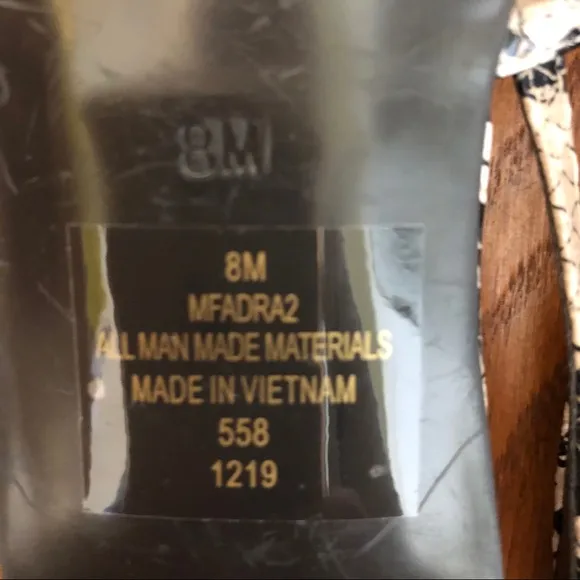 8M
8M
MFADRA2
ALL MAN MADE MATERIALS
MADE IN VIETNAM
558
1219